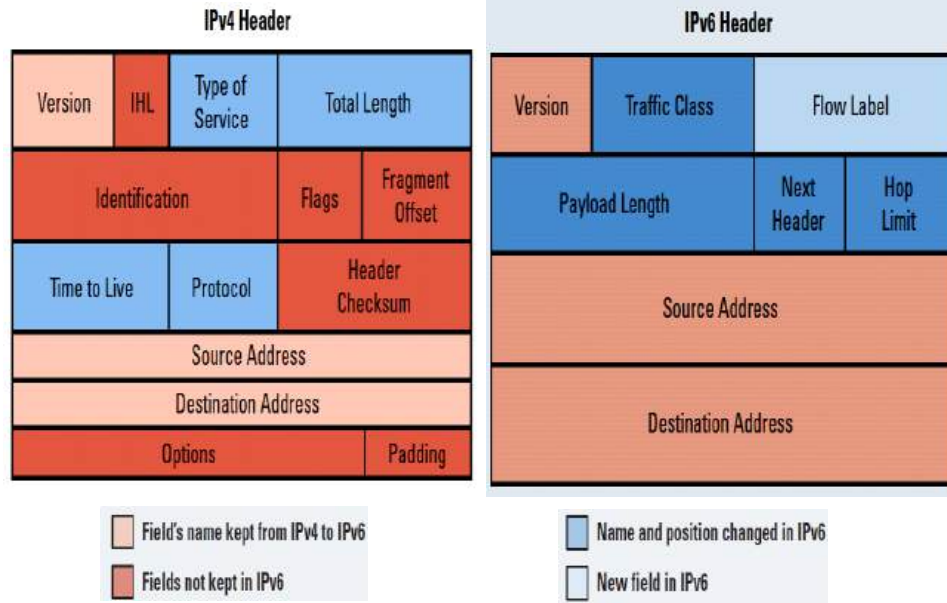 IPv4 Header
Version
IHL
Type of
Service
Total Length
Identification
Flags
Fragment
Offset
Time to Live
Protocol
Header
Checksum
Source Address
Destination Address
Options
Padding
Field's name kept from IPv4 to IPv6
Fields not kept in IPv6
IPv6 Header
Version
Traffic Class
Flow Label
Payload Length
Next
Header
Hop
Limit
Source Address
Destination Address
Name and position changed in IPv6
New field in IPv6